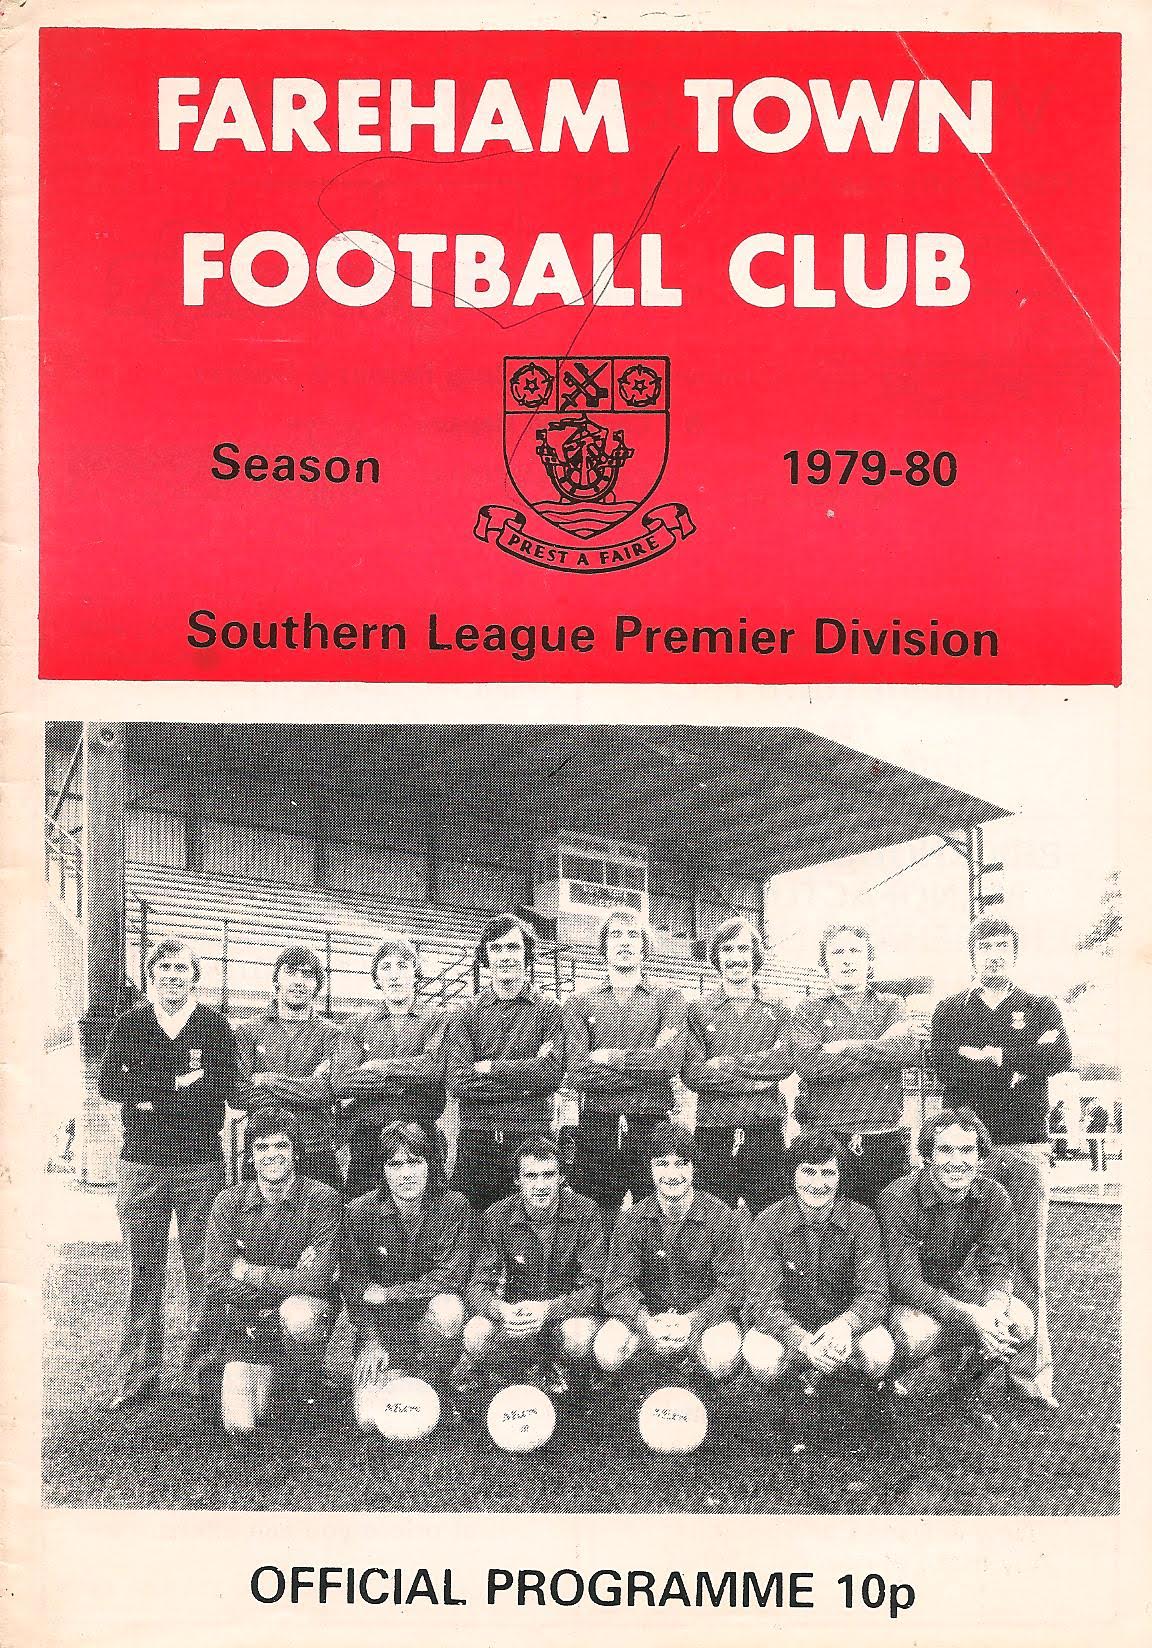 FAREHAM TOWN
FOOTBALL CLUB
Season 1979-80
PREST A FAIRE
Southern League Premier Division
OFFICIAL PROGRAMME 10p